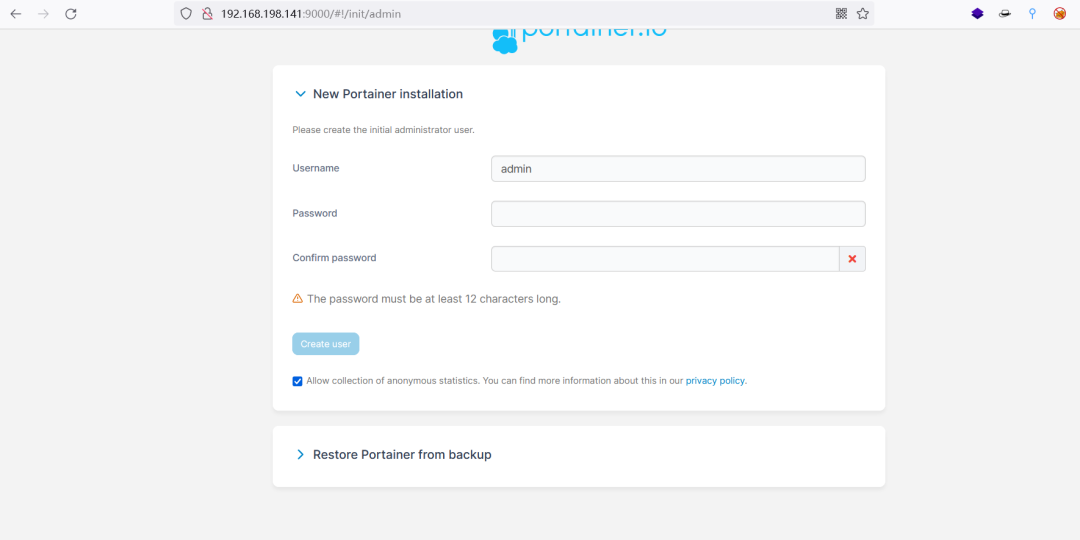 192.168.198.141:9000/#!/init/admin
portainer.io
New Portainer installation
Please create the initial administrator user.
Username
admin
Password
Confirm password
The password must be at least 12 characters long.
Create user
Allow collection of anonymous statistics. You can find more information about this in our privacy policy.
Restore Portainer from backup